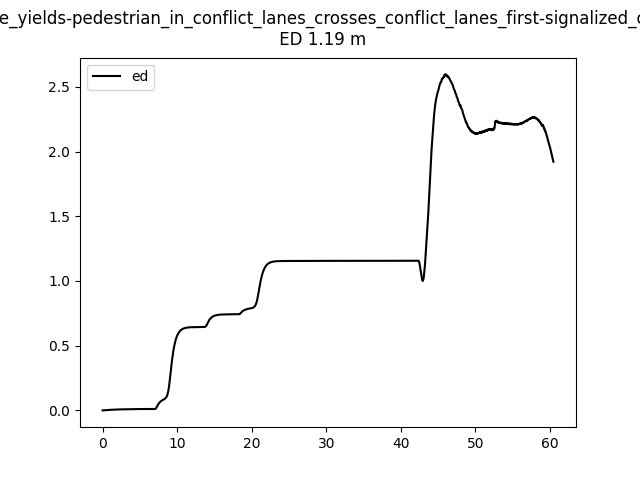 e_yields-pedestrian_in_conflict_lanes_crosses_conflict_lanes_first-signalized_c
ED 1.19 m
ed
2.5
2.0
1.5
1.0
0.5
0.0
0 10 20 30 40 50 60